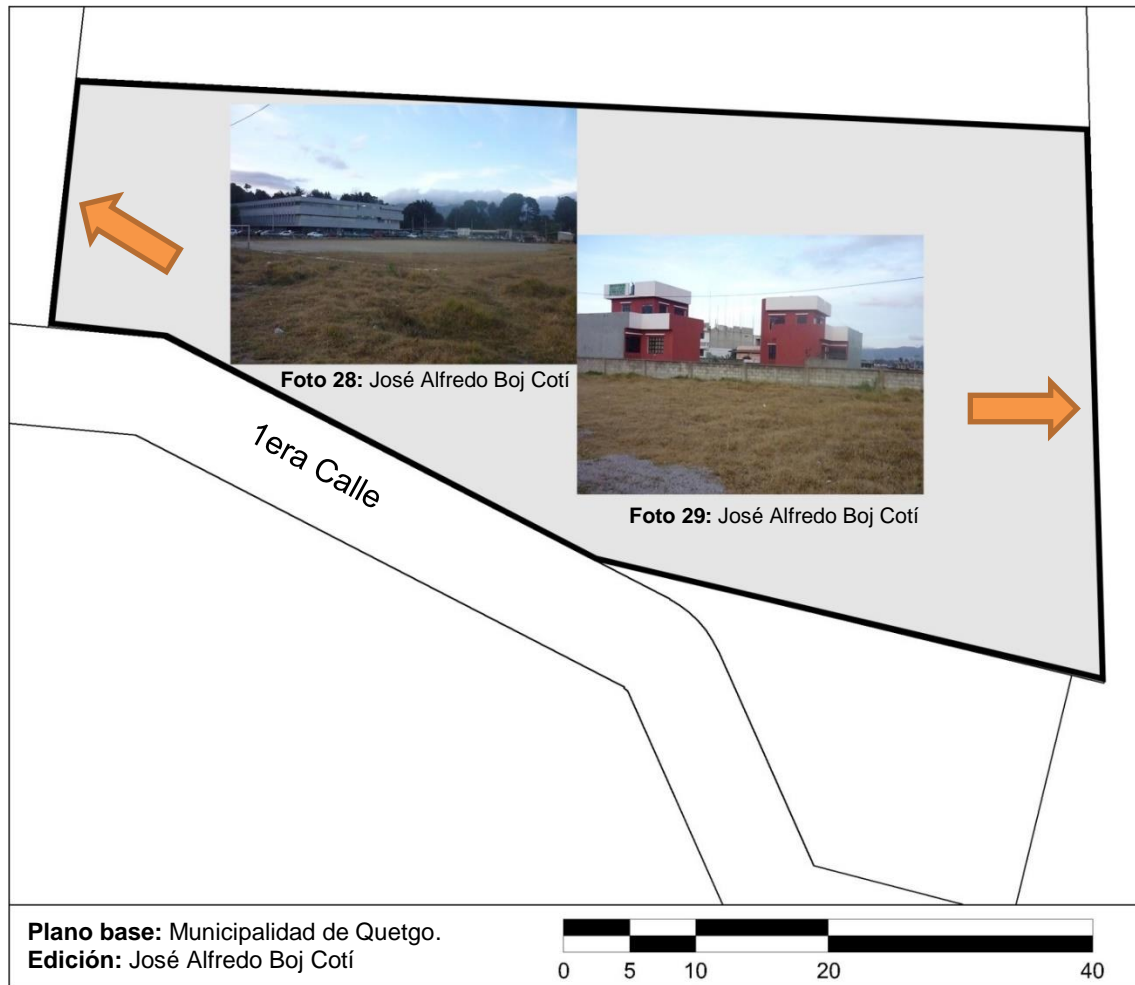 Foto 28: José Alfredo Boj Cotí
1era Calle
Foto 29: José Alfredo Boj Cotí
Plano base: Municipalidad de Quetgo.
Edición: José Alfredo Boj Cotí
0 5 10 20 40